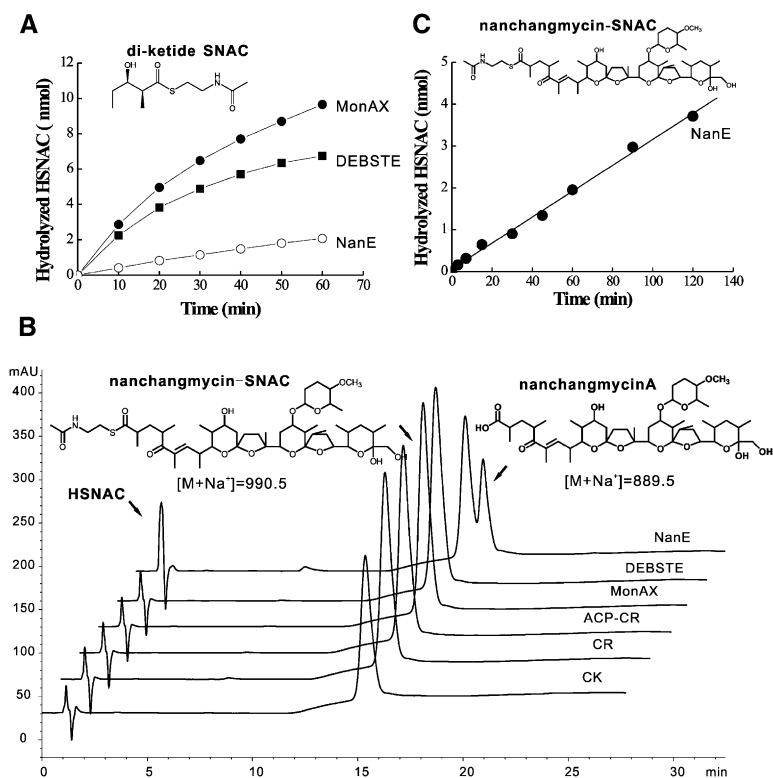 A
di-ketide SNAC
OH
O
S
H
N
O
Hydrolyzed HSNAC ( nmol)
12
10
8
6
4
2
0
MonAX
DEBSTE
NanE
0 10 20 30 40 50 60 70
Time (min)
C
nanchangmycin-SNAC
OCH3
Hydrolyzed HSNAC (nmol)
5
4
3
2
1
0
NanE
0 20 40 60 80 100 120 140
Time (min)
B
mAU
400
350
300
250
200
150
100
50
0
nanchangmycin-SNAC
OCH3
[M+Na+]=990.5
nanchangmycinA
OCH3
[M+Na+]=889.5
HSNAC
NanE
DEBSTE
MonAX
ACP-CR
CR
CK
0 5 10 15 20 25 30 min